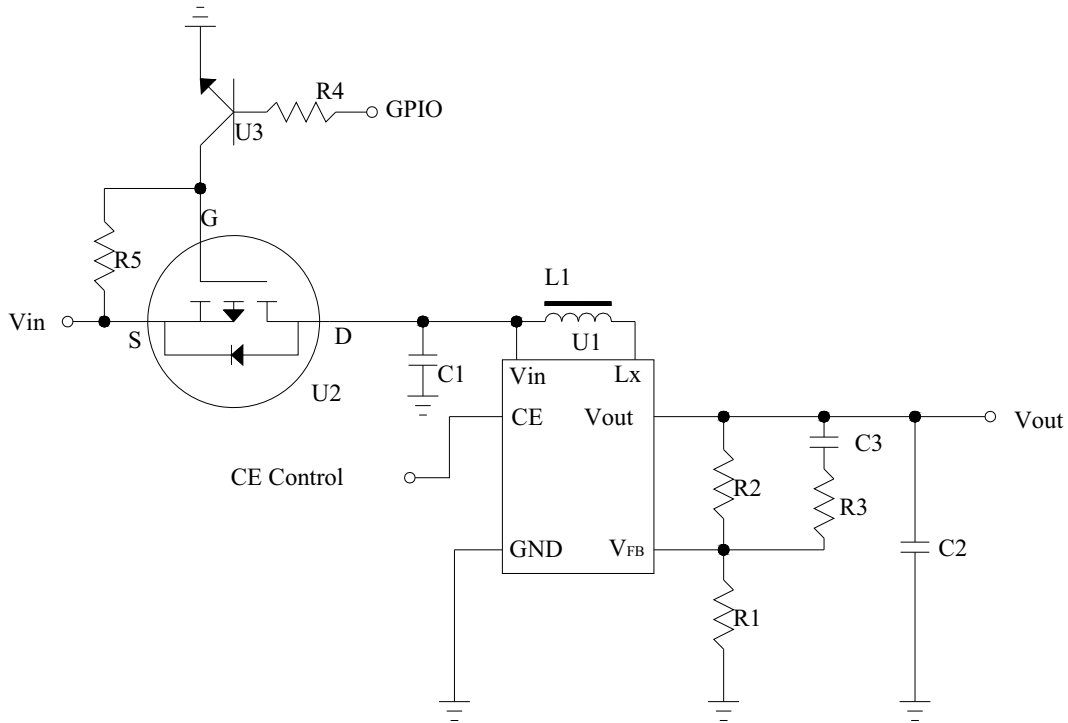 R4
GPIO
U3
G
R5
L1
Vin
S
D
U1
C1
Vin
Lx
U2
CE
Vout
Vout
C3
CE Control
R2
R3
GND
VFB
C2
R1